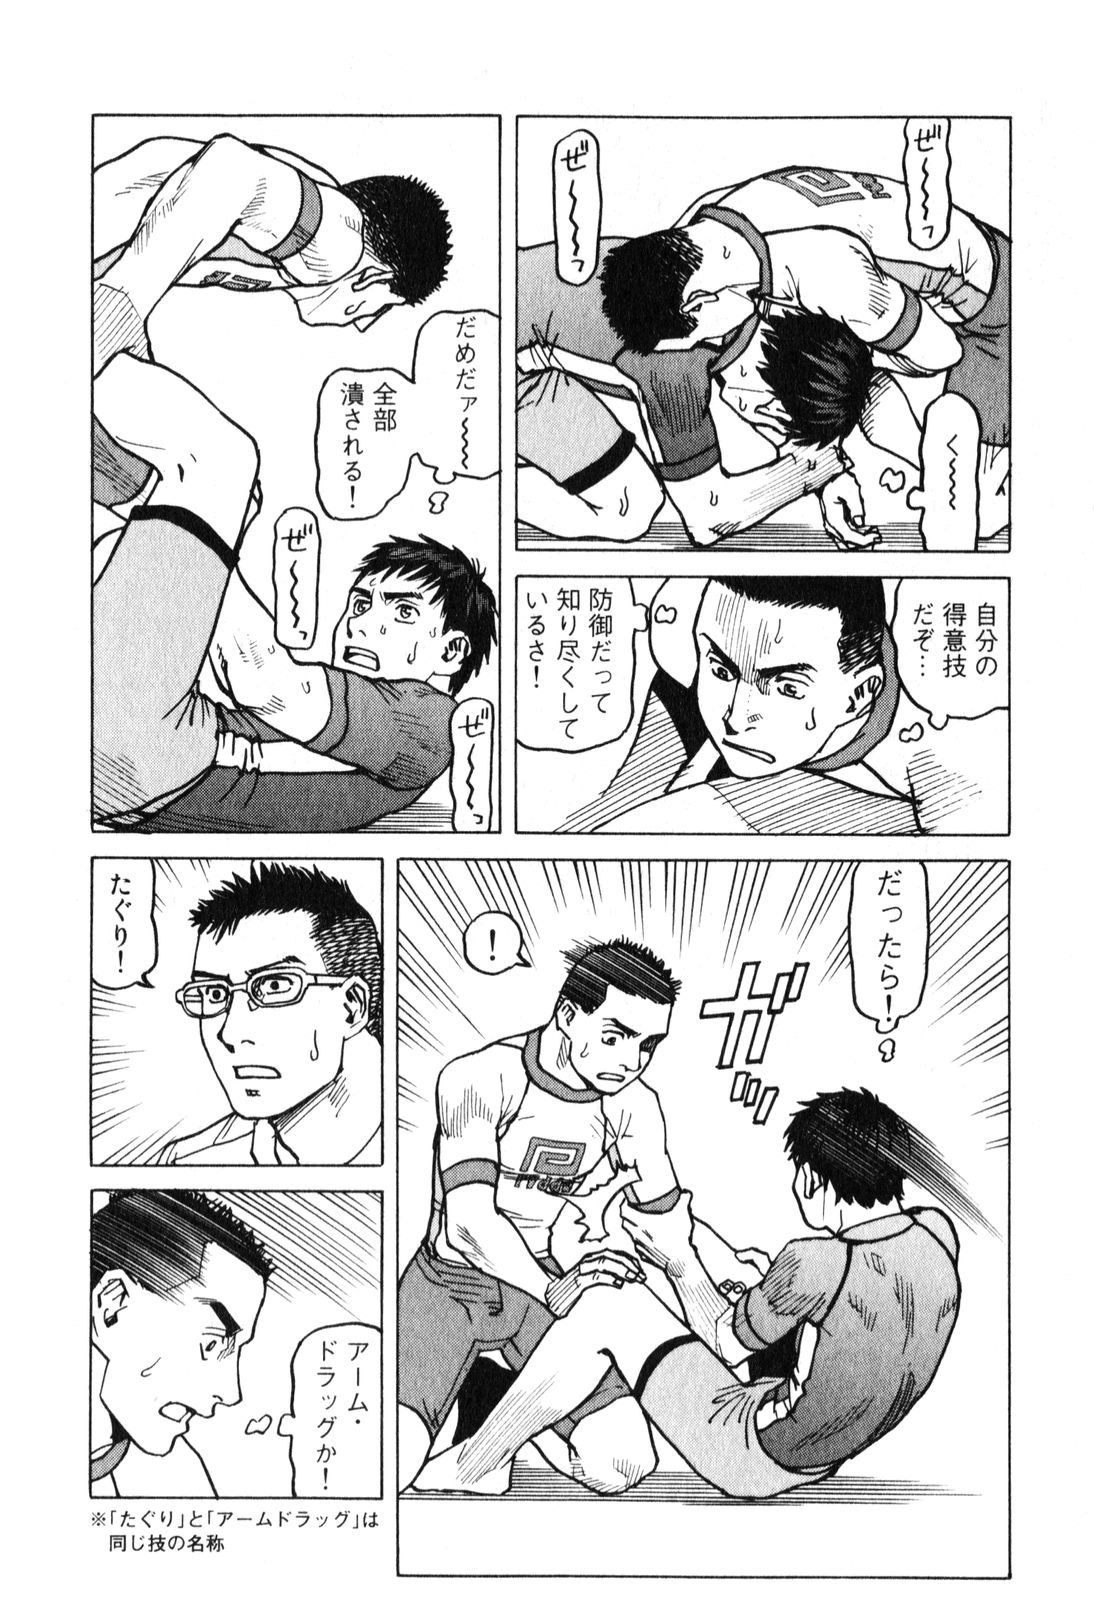 ぜ〜〜っ
ぜ〜〜っ
く〜〜
自分の
得意技
だぞ…
防御だって
知り尽くして
いるさ!
だめだァ〜〜〜
全部
潰される!
ぜ〜〜っ
ぜ〜〜っ
だったら!
ガッ
!
たぐり!
アーム・
ドラッグか!
※「たぐり」と「アームドラッグ」は
同じ技の名称